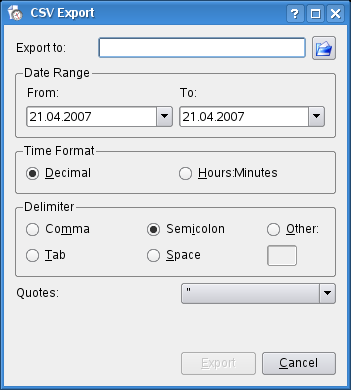 CSV Export
Export to:
Date Range
From: To:
21.04.2007 21.04.2007
Time Format
Decimal Hours:Minutes
Delimiter
Comma Semicolon Other:
Tab Space
Quotes: "
Export Cancel